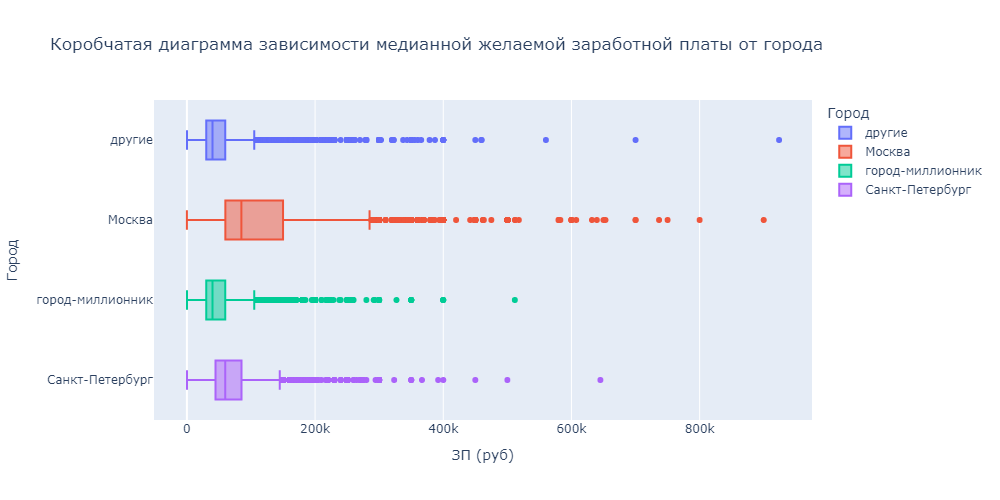 Коробчатая диаграмма зависимости медианной желаемой заработной платы от города
Город
другие
Москва
город-миллионник
Санкт-Петербург
Город
другие
Москва
город-миллионник
Санкт-Петербург
0 200k 400k 600k 800k
ЗП (руб)